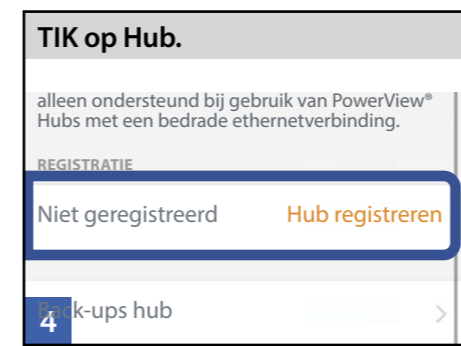 TIK op Hub.
alleen ondersteund bij gebruik van PowerView®
Hubs met een bedrade ethernetverbinding.
REGISTRATIE
Niet geregistreerd Hub registreren
Back-ups hub
4